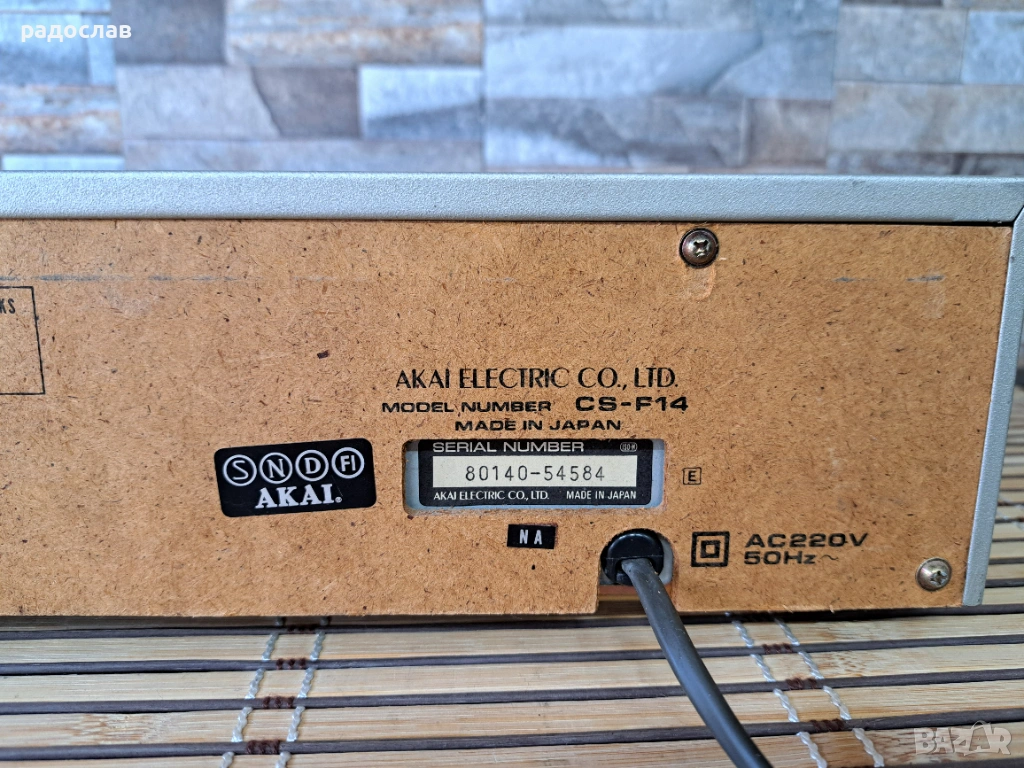 радослав
KS
AKAI ELECTRIC CO., LTD.
MODEL NUMBER CS-F14
MADE IN JAPAN
SERIAL NUMBER
80140-54584
AKAI ELECTRIC CO., LTD. MADE IN JAPAN
E
S N D FI
AKAI.
NA
AC220V
50Hz~
BAZAR